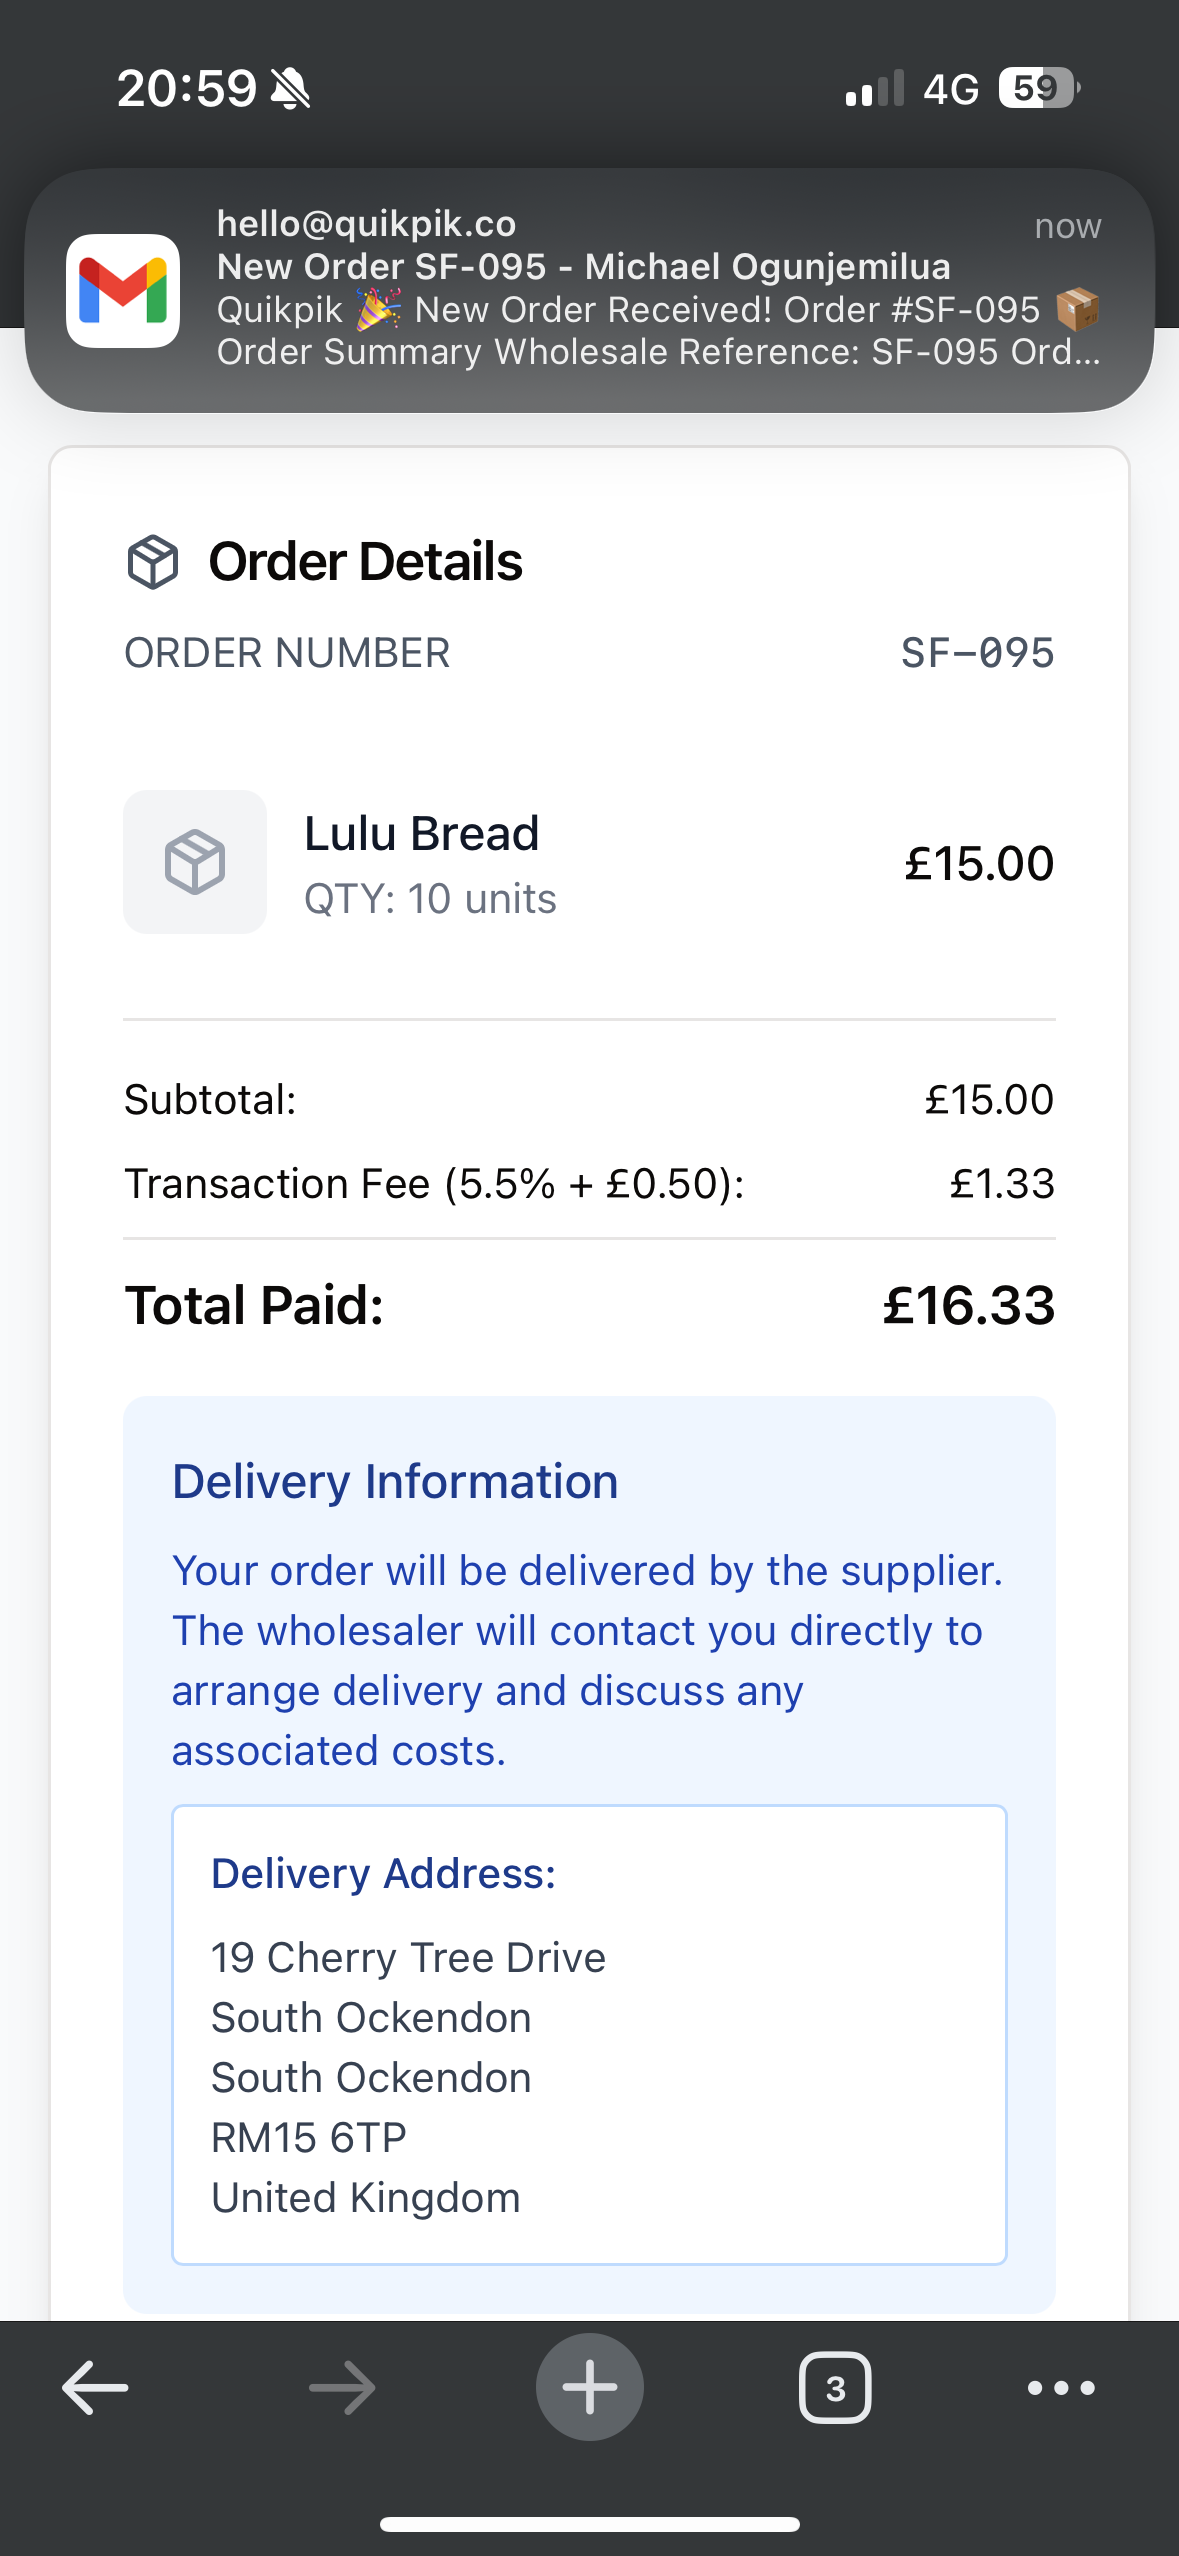 20:59
4G
59
hello@quikpik.co
now
New Order SF-095 - Michael Ogunjemilua
Quikpik 🎉 New Order Received! Order #SF-095 📦
Order Summary Wholesale Reference: SF-095 Ord...
Order Details
ORDER NUMBER
SF-095
Lulu Bread
QTY: 10 units
£15.00
Subtotal:
£15.00
Transaction Fee (5.5% + £0.50):
£1.33
Total Paid:
£16.33
Delivery Information
Your order will be delivered by the supplier.
The wholesaler will contact you directly to
arrange delivery and discuss any
associated costs.
Delivery Address:
19 Cherry Tree Drive
South Ockendon
South Ockendon
RM15 6TP
United Kingdom
3